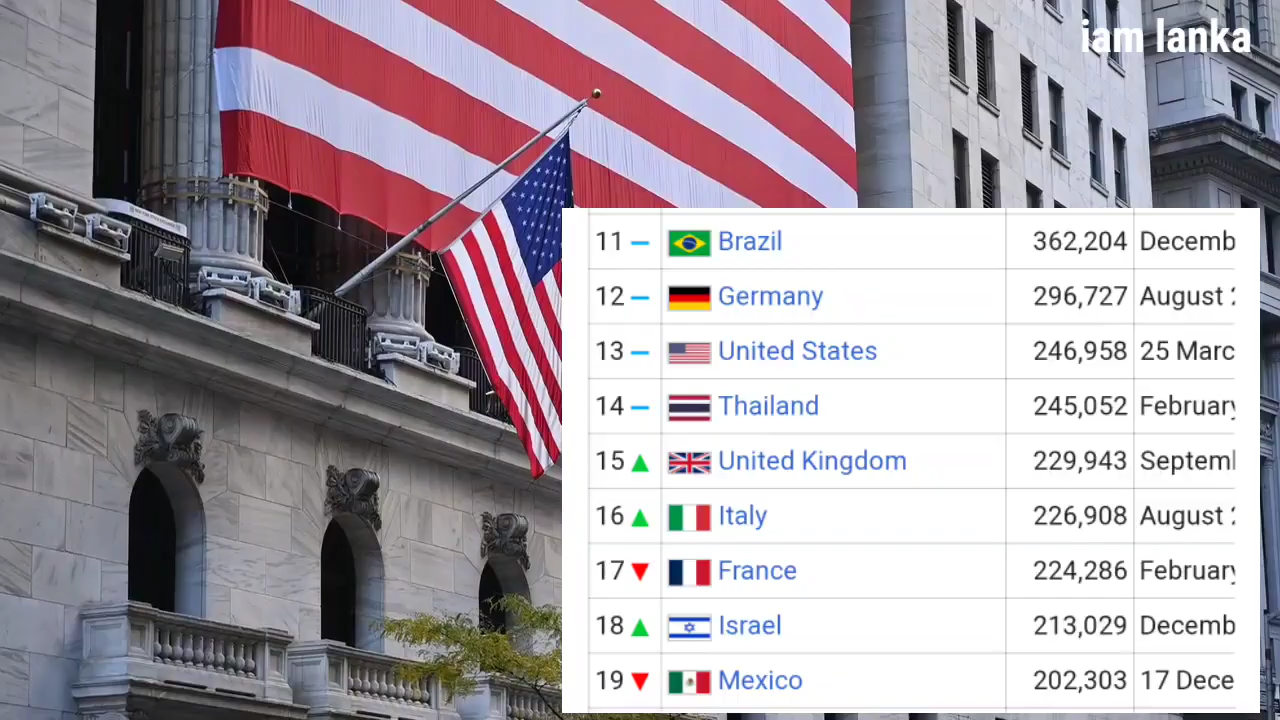 iam lanka
11 Brazil 362,204 Decemb
12 Germany 296,727 August
13 United States 246,958 25 Marc
14 Thailand 245,052 February
15 United Kingdom 229,943 Septem
16 Italy 226,908 August
17 France 224,286 February
18 Israel 213,029 Decemb
19 Mexico 202,303 17 Dece